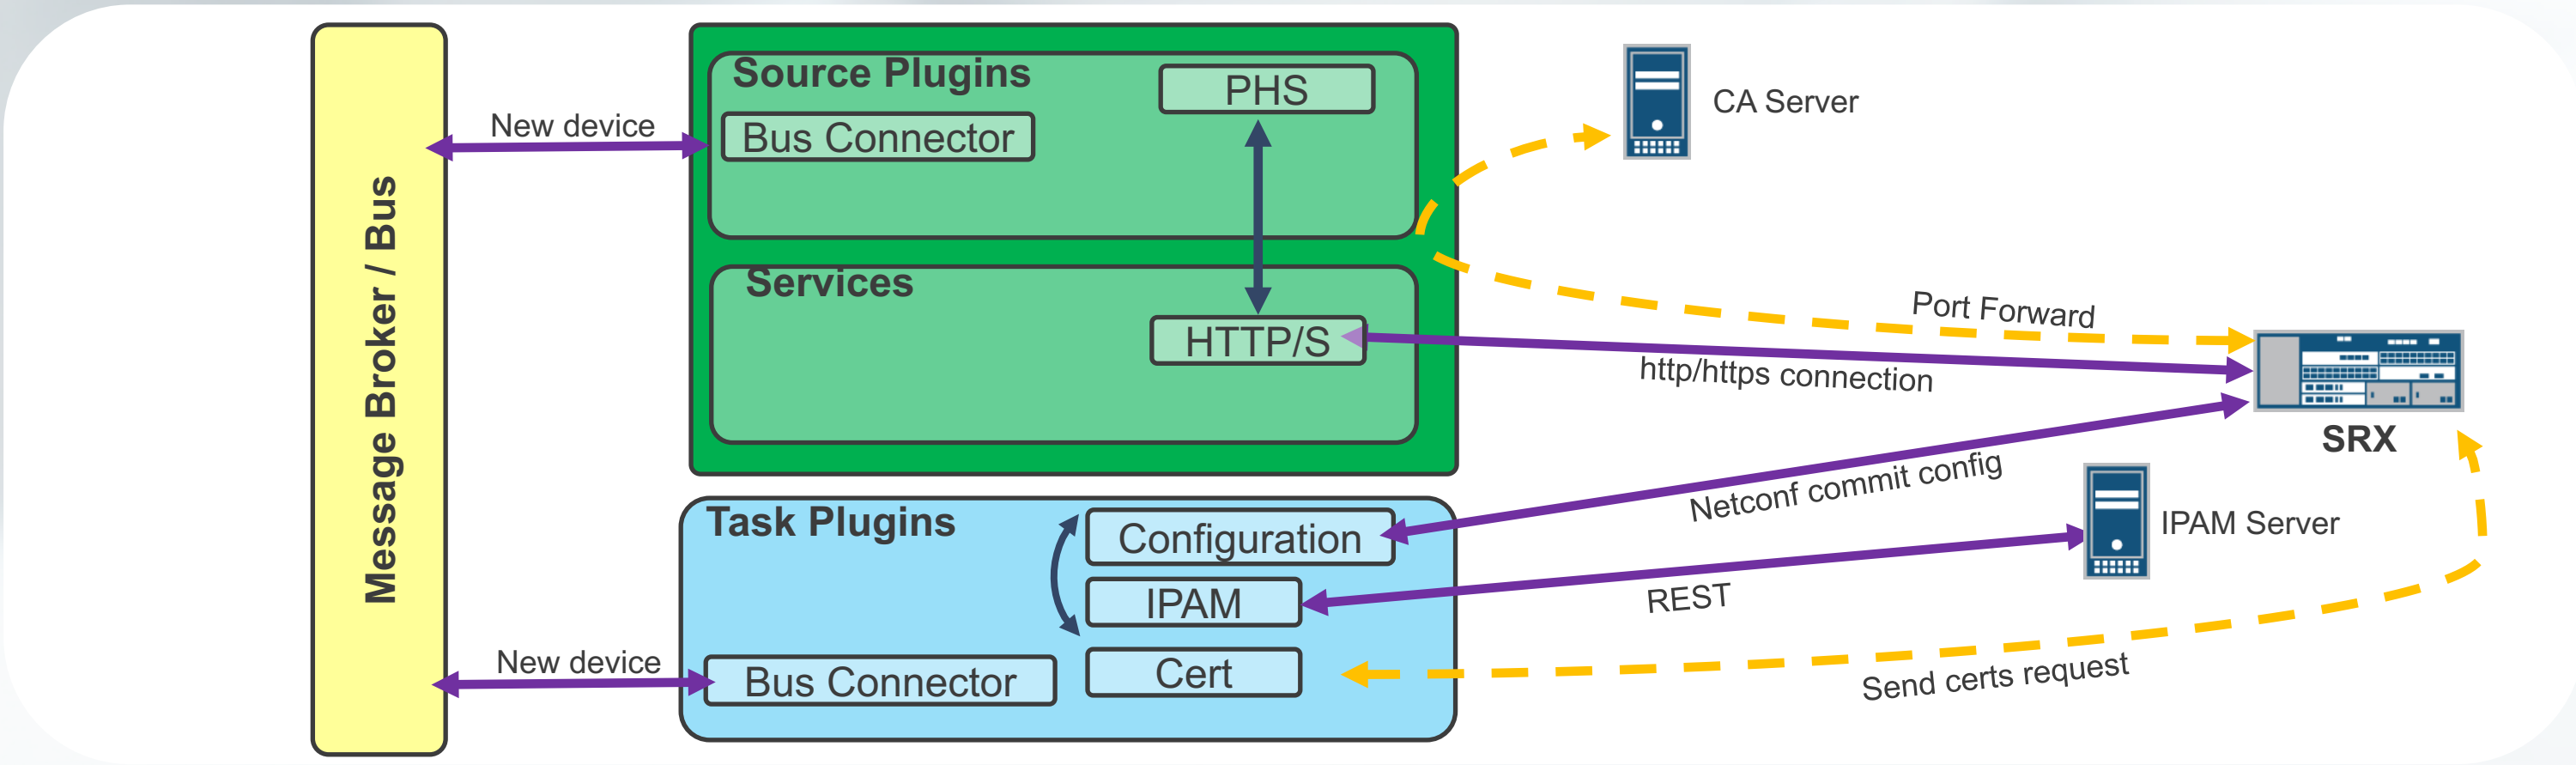 Message Broker / Bus
New device
Source Plugins
PHS
Bus Connector
Services
HTTP/S
CA Server
Port Forward
http/https connection
SRX
Netconf commit config
IPAM Server
REST
Task Plugins
Configuration
IPAM
Cert
New device
Bus Connector
Send certs request